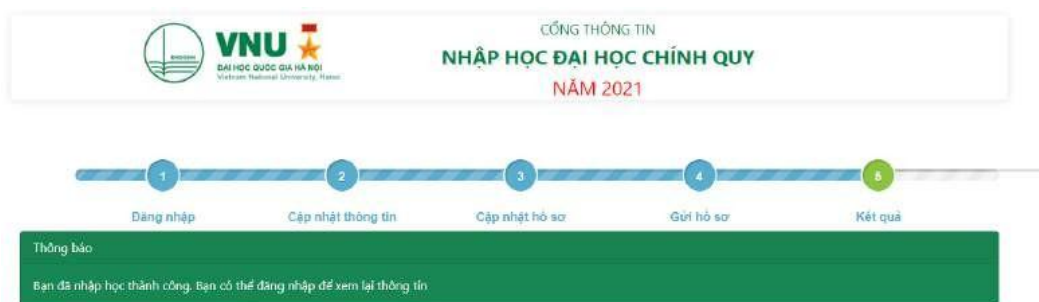 VNU
ĐẠI HỌC QUỐC GIA HÀ NỘI
Vietnam National University, Hanoi
CỔNG THÔNG TIN
NHẬP HỌC ĐẠI HỌC CHÍNH QUY
NĂM 2021
1 2 3 4 5
Đăng nhập Cập nhật thông tin Cập nhật hồ sơ Gửi hồ sơ Kết quả
Thông báo
Bạn đã nhập học thành công. Bạn có thể đăng nhập để xem lại thông tin